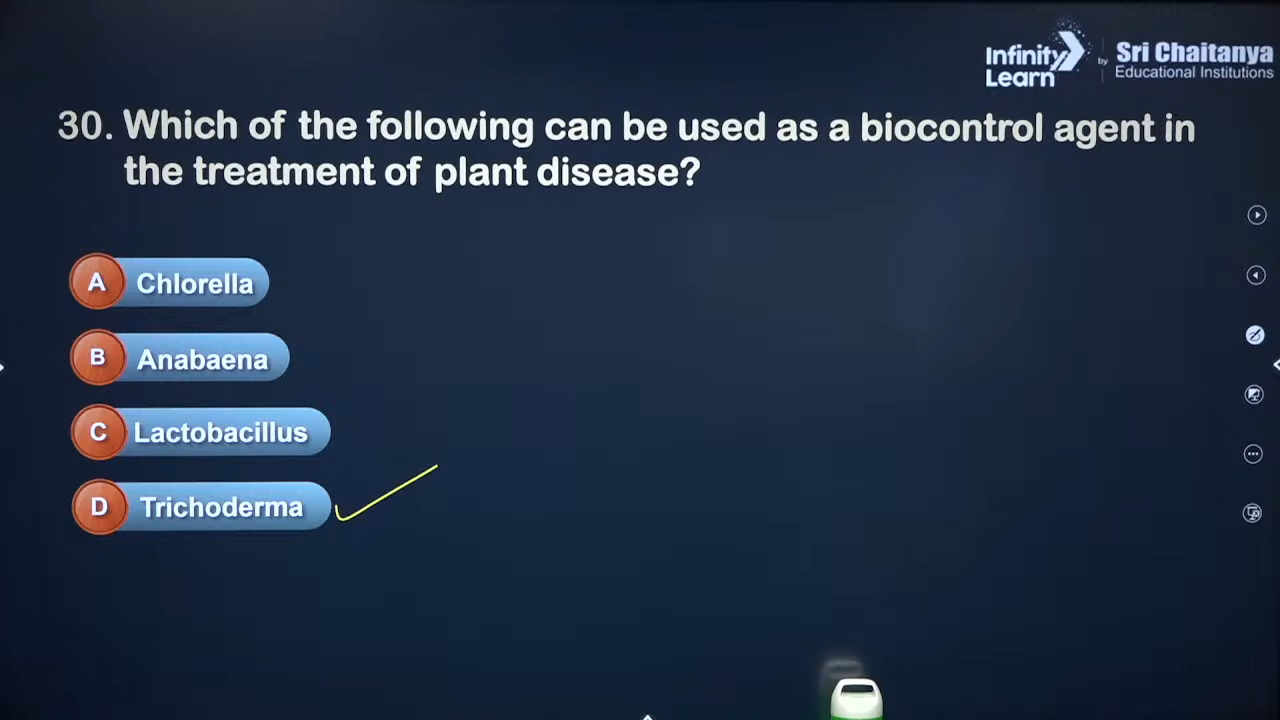 Infinity Learn
by
Sri Chaitanya
Educational Institutions
30. Which of the following can be used as a biocontrol agent in
the treatment of plant disease?
A Chlorella
B Anabaena
C Lactobacillus
D Trichoderma